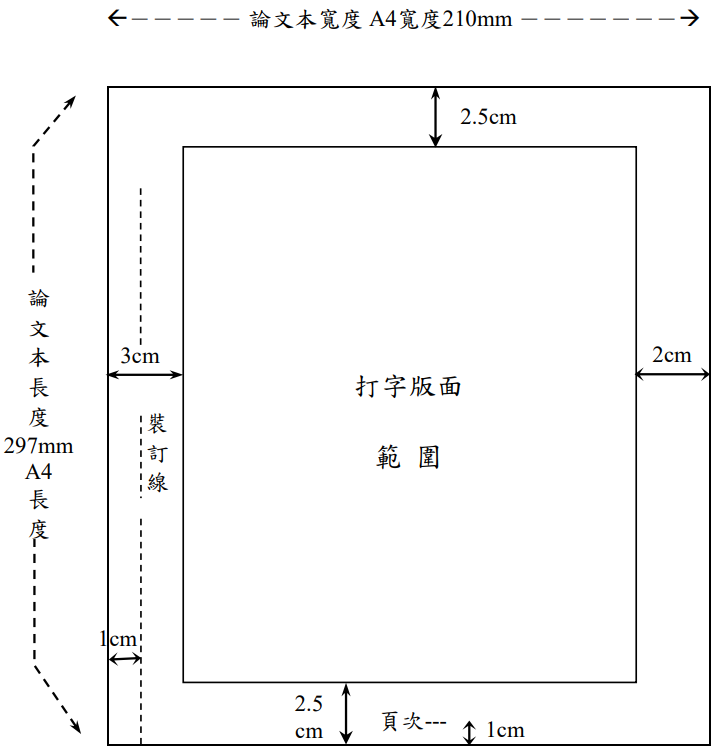 論文本寬度 A4寬度210mm
2.5cm
論文本長度
297mm
A4
長度
3cm
2cm
打字版面
範 圍
裝訂線
1cm
2.5
cm
頁次---
1cm